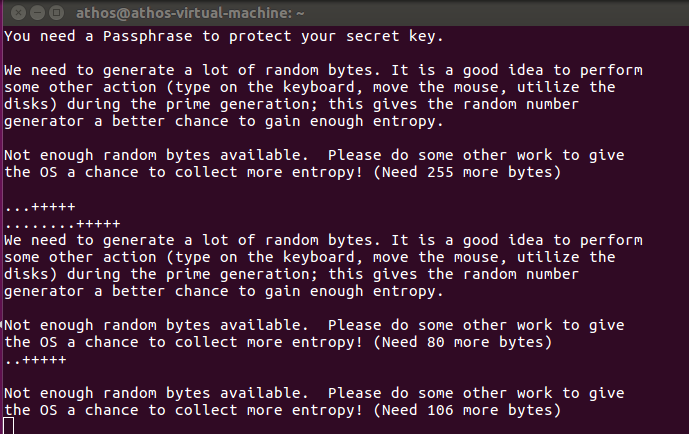 athos@athos-virtual-machine: ~
You need a Passphrase to protect your secret key.
We need to generate a lot of random bytes. It is a good idea to perform
some other action (type on the keyboard, move the mouse, utilize the
disks) during the prime generation; this gives the random number
generator a better chance to gain enough entropy.
Not enough random bytes available.  Please do some other work to give
the OS a chance to collect more entropy! (Need 255 more bytes)
...+++++
........+++++
We need to generate a lot of random bytes. It is a good idea to perform
some other action (type on the keyboard, move the mouse, utilize the
disks) during the prime generation; this gives the random number
generator a better chance to gain enough entropy.
Not enough random bytes available.  Please do some other work to give
the OS a chance to collect more entropy! (Need 80 more bytes)
..+++++
Not enough random bytes available.  Please do some other work to give
the OS a chance to collect more entropy! (Need 106 more bytes)